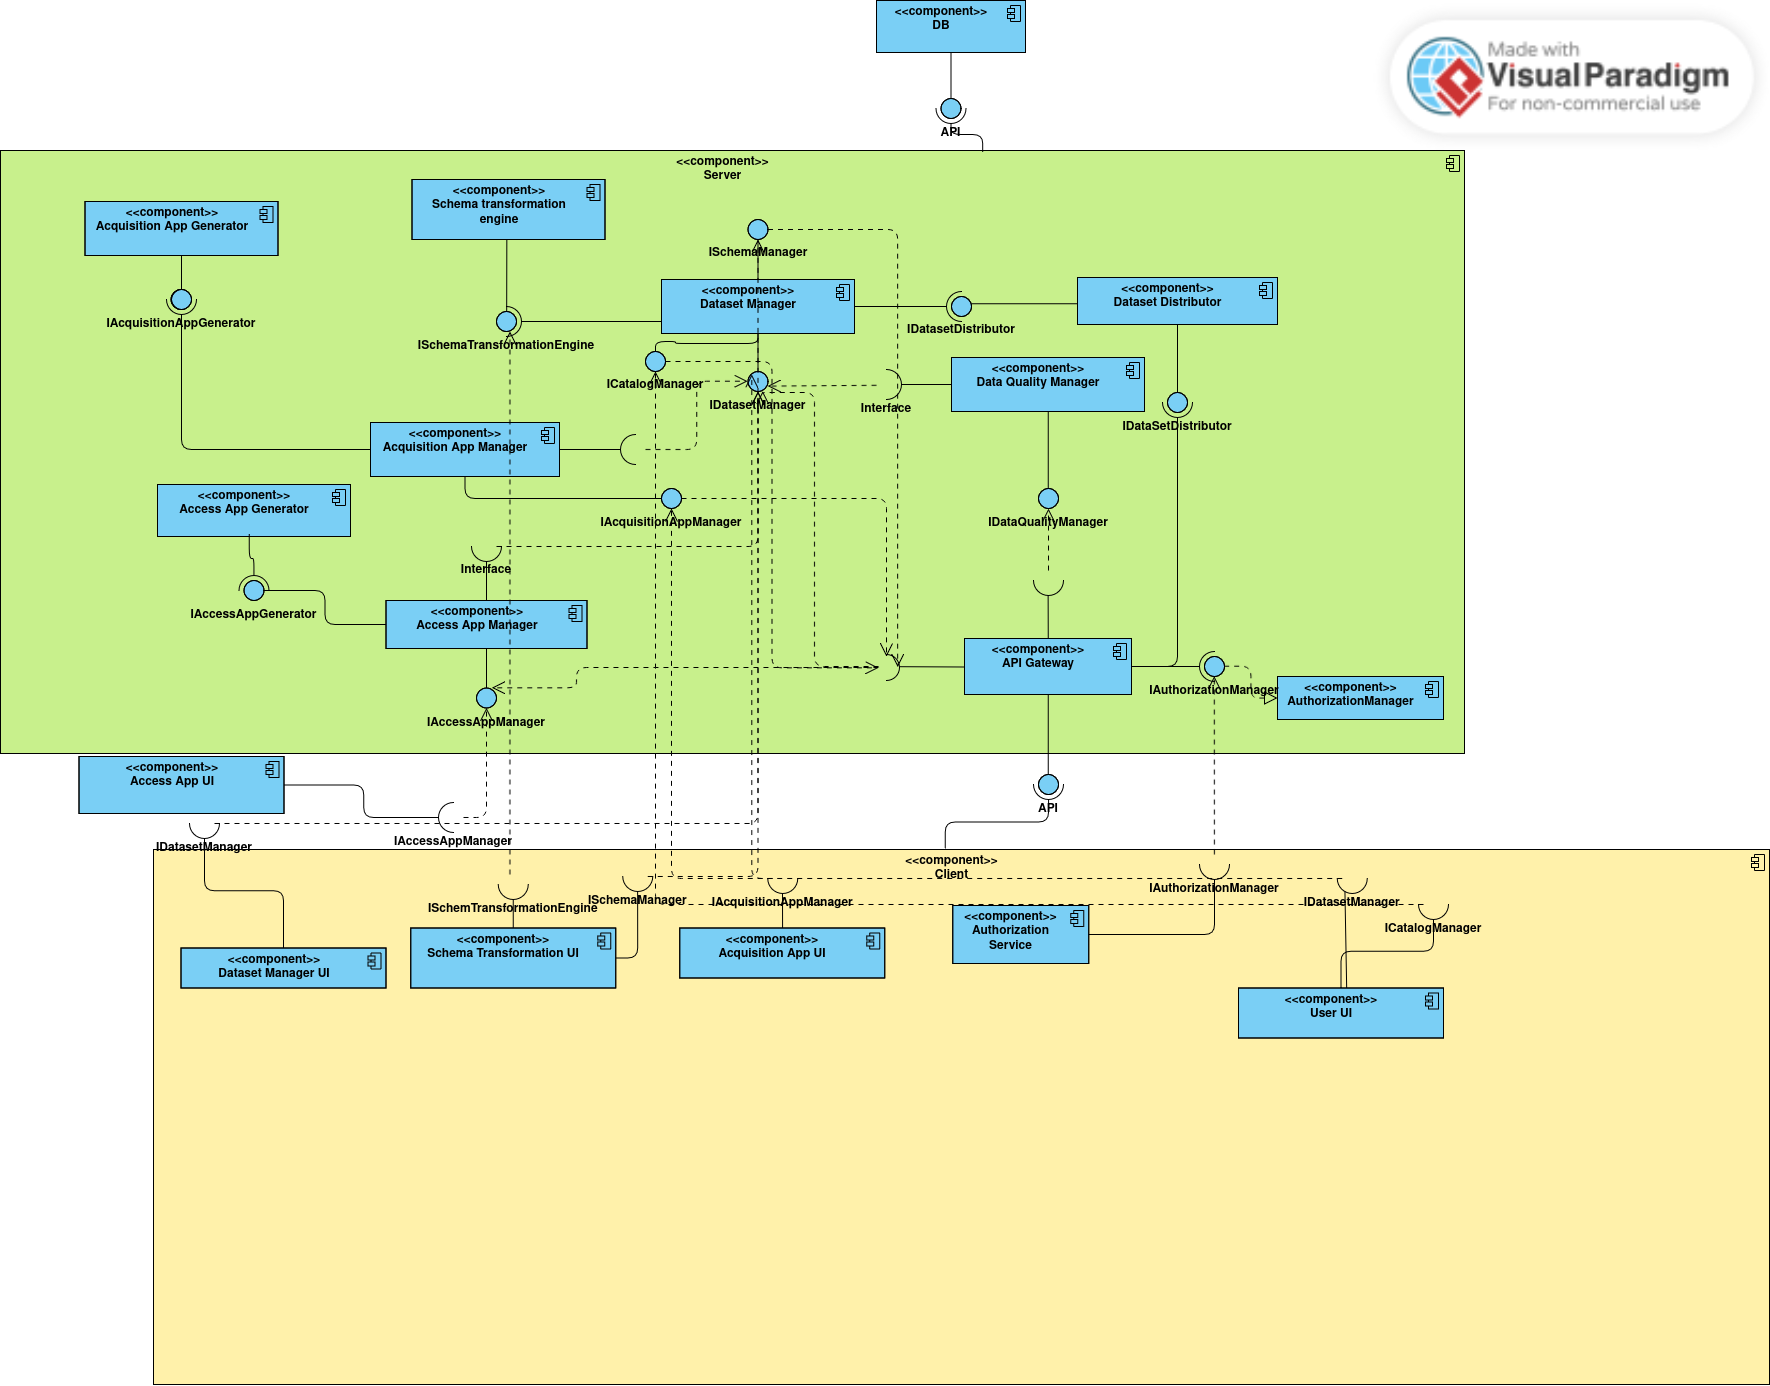 <<component>>
DB
Made with
Visual Paradigm
For non-commercial use
API
<<component>>
Server
<<component>>
Acquisition App Generator
<<component>>
Schema transformation
engine
ISchemaManager
<<component>>
Dataset Manager
<<component>>
Dataset Distributor
IAcquisitionAppGenerator
IDatasetDistributor
ISchemaTransformationEngine
ICatalogManager
<<component>>
Data Quality Manager
IDatasetManager
Interface
IDataSetDistributor
<<component>>
Acquisition App Manager
<<component>>
Access App Generator
IAcquisitionAppManager
IDataQualityManager
Interface
IAccessAppGenerator
<<component>>
Access App Manager
<<component>>
API Gateway
IAuthorizationManager
<<component>>
AuthorizationManager
IAccessAppManager
<<component>>
Access App UI
API
IAccessAppManager
IDatasetManager
<<component>>
Client
IAuthorizationManager
ISchemTransformationEngine
ISchemaManager
IAcquisitionAppManager
IDatasetManager
ICatalogManager
<<component>>
Authorization
Service
<<component>>
Schema Transformation UI
<<component>>
Acquisition App UI
<<component>>
Dataset Manager UI
<<component>>
User UI